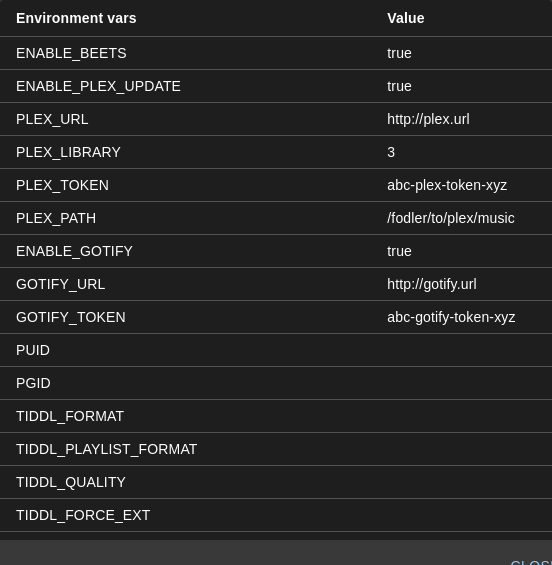 Environment vars Value
ENABLE_BEETS true
ENABLE_PLEX_UPDATE true
PLEX_URL http://plex.url
PLEX_LIBRARY 3
PLEX_TOKEN abc-plex-token-xyz
PLEX_PATH /fodler/to/plex/music
ENABLE_GOTIFY true
GOTIFY_URL http://gotify.url
GOTIFY_TOKEN abc-gotify-token-xyz
PUID
PGID
TIDDL_FORMAT
TIDDL_PLAYLIST_FORMAT
TIDDL_QUALITY
TIDDL_FORCE_EXT